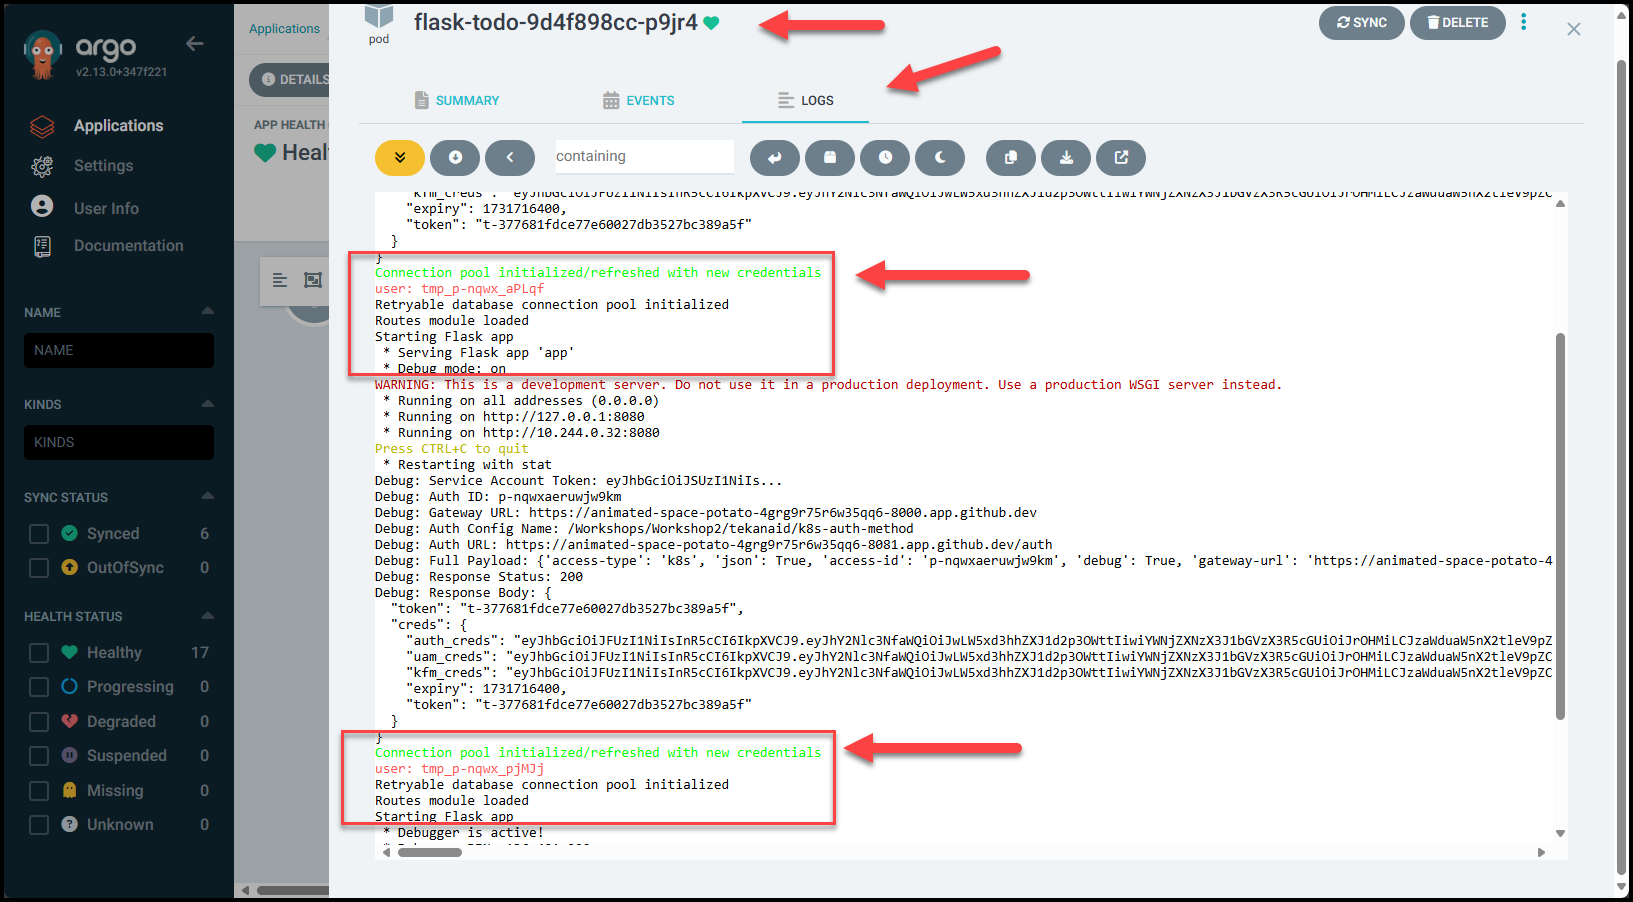 argo
v2.13.0+347f221
Applications
Settings
User Info
Documentation
NAME
NAME
KINDS
KINDS
SYNC STATUS
Synced 6
OutOfSync 0
HEALTH STATUS
Healthy 17
Progressing 0
Degraded 0
Suspended 0
Missing 0
Unknown 0
Applications
DETAILS
APP HEALTH
Heal
pod
flask-todo-9d4f898cc-p9jr4
SYNC
DELETE
SUMMARY
EVENTS
LOGS
containing
"expiry": 1731716400,
"token": "t-377681fdce77e60027db3527bc389a5f"
}
}
Connection pool initialized/refreshed with new credentials
user: tmp_p-nqwx_aPLqf
Retryable database connection pool initialized
Routes module loaded
Starting Flask app
* Serving Flask app 'app'
* Debug mode: on
WARNING: This is a development server. Do not use it in a production deployment. Use a production WSGI server instead.
* Running on all addresses (0.0.0.0)
* Running on http://127.0.0.1:8080
* Running on http://10.244.0.32:8080
Press CTRL+C to quit
* Restarting with stat
Debug: Service Account Token: eyJhbGciOiJSUzI1NiIs...
Debug: Auth ID: p-nqwxaeruwjw9km
Debug: Gateway URL: https://animated-space-potato-4grg9r75r6w35qq6-8000.app.github.dev
Debug: Auth Config Name: /Workshops/Workshop2/tekanaid/k8s-auth-method
Debug: Auth URL: https://animated-space-potato-4grg9r75r6w35qq6-8081.app.github.dev/auth
Debug: Full Payload: {'access-type': 'k8s', 'json': True, 'access-id': 'p-nqwxaeruwjw9km', 'debug': True, 'gateway-url': 'https://animated-space-potato-4
Debug: Response Status: 200
Debug: Response Body: {
"token": "t-377681fdce77e60027db3527bc389a5f",
"creds": {
"auth_creds":
"uam_creds":
"kfm_creds":
"expiry": 1731716400,
"token": "t-377681fdce77e60027db3527bc389a5f"
}
}
Connection pool initialized/refreshed with new credentials
user: tmp_p-nqwx_pjMJj
Retryable database connection pool initialized
Routes module loaded
Starting Flask app
* Debugger is active!